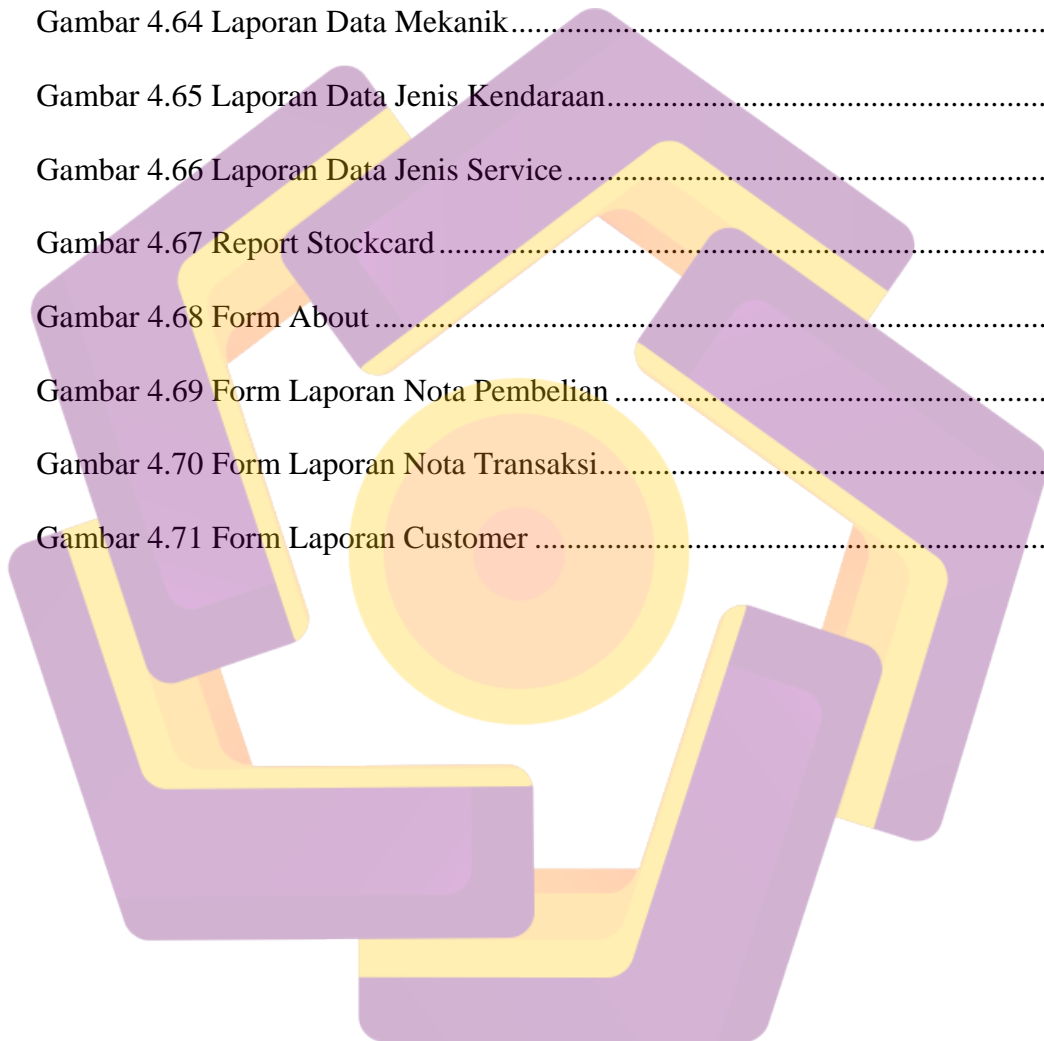 Gambar 4.64 Laporan Data Mekanik..........................................................................
Gambar 4.65 Laporan Data Jenis Kendaraan............................................................
Gambar 4.66 Laporan Data Jenis Service .................................................................
Gambar 4.67 Report Stockcard ..................................................................................
Gambar 4.68 Form About ..........................................................................................
Gambar 4.69 Form Laporan Nota Pembelian ...........................................................
Gambar 4.70 Form Laporan Nota Transaksi.............................................................
Gambar 4.71 Form Laporan Customer .....................................................................